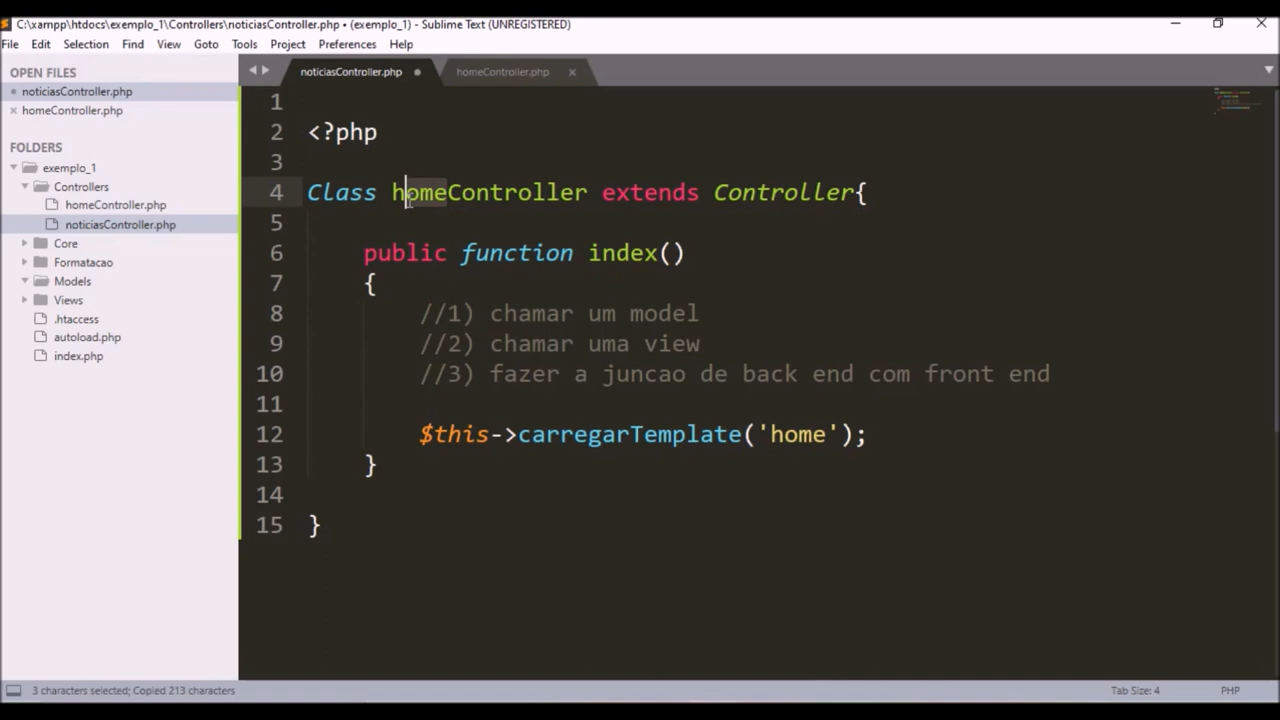 C:\xampp\htdocs\exemplo_1\Controllers\noticiasController.php • (exemplo_1) - Sublime Text (UNREGISTERED)
File Edit Selection Find View Goto Tools Project Preferences Help
OPEN FILES
noticiasController.php
homeController.php
FOLDERS
exemplo_1
Controllers
homeController.php
noticiasController.php
Core
Formatacao
Models
Views
.htaccess
autoload.php
index.php
noticiasController.php homeController.php
1
2 <?php
3
4 Class homeController extends Controller{
5
6 public function index()
7 {
8 //1) chamar um model
9 //2) chamar uma view
10 //3) fazer a juncao de back end com front end
11
12 $this->carregarTemplate('home');
13 }
14
15 }
3 characters selected; Copied 213 characters Tab Size: 4 PHP